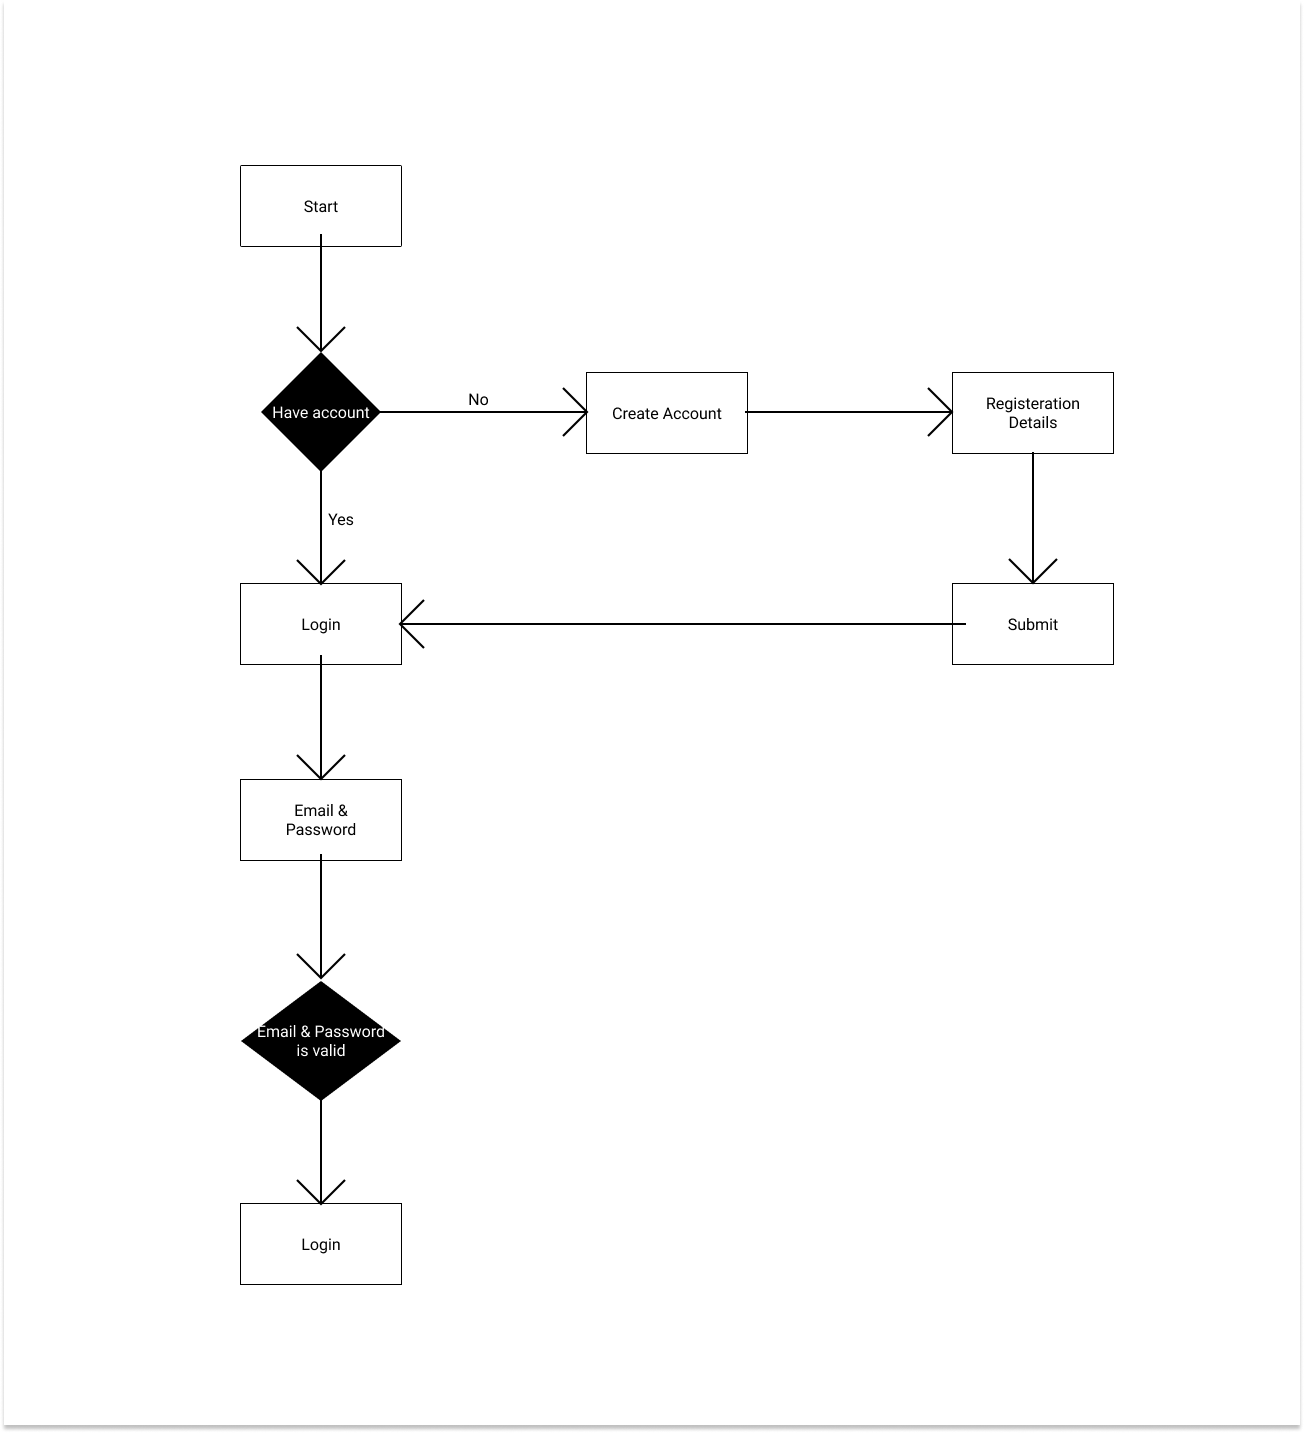 Start
Have account
No
Create Account
Registeration
Details
Yes
Login
Submit
Email &
Password
Email & Password
is valid
Login